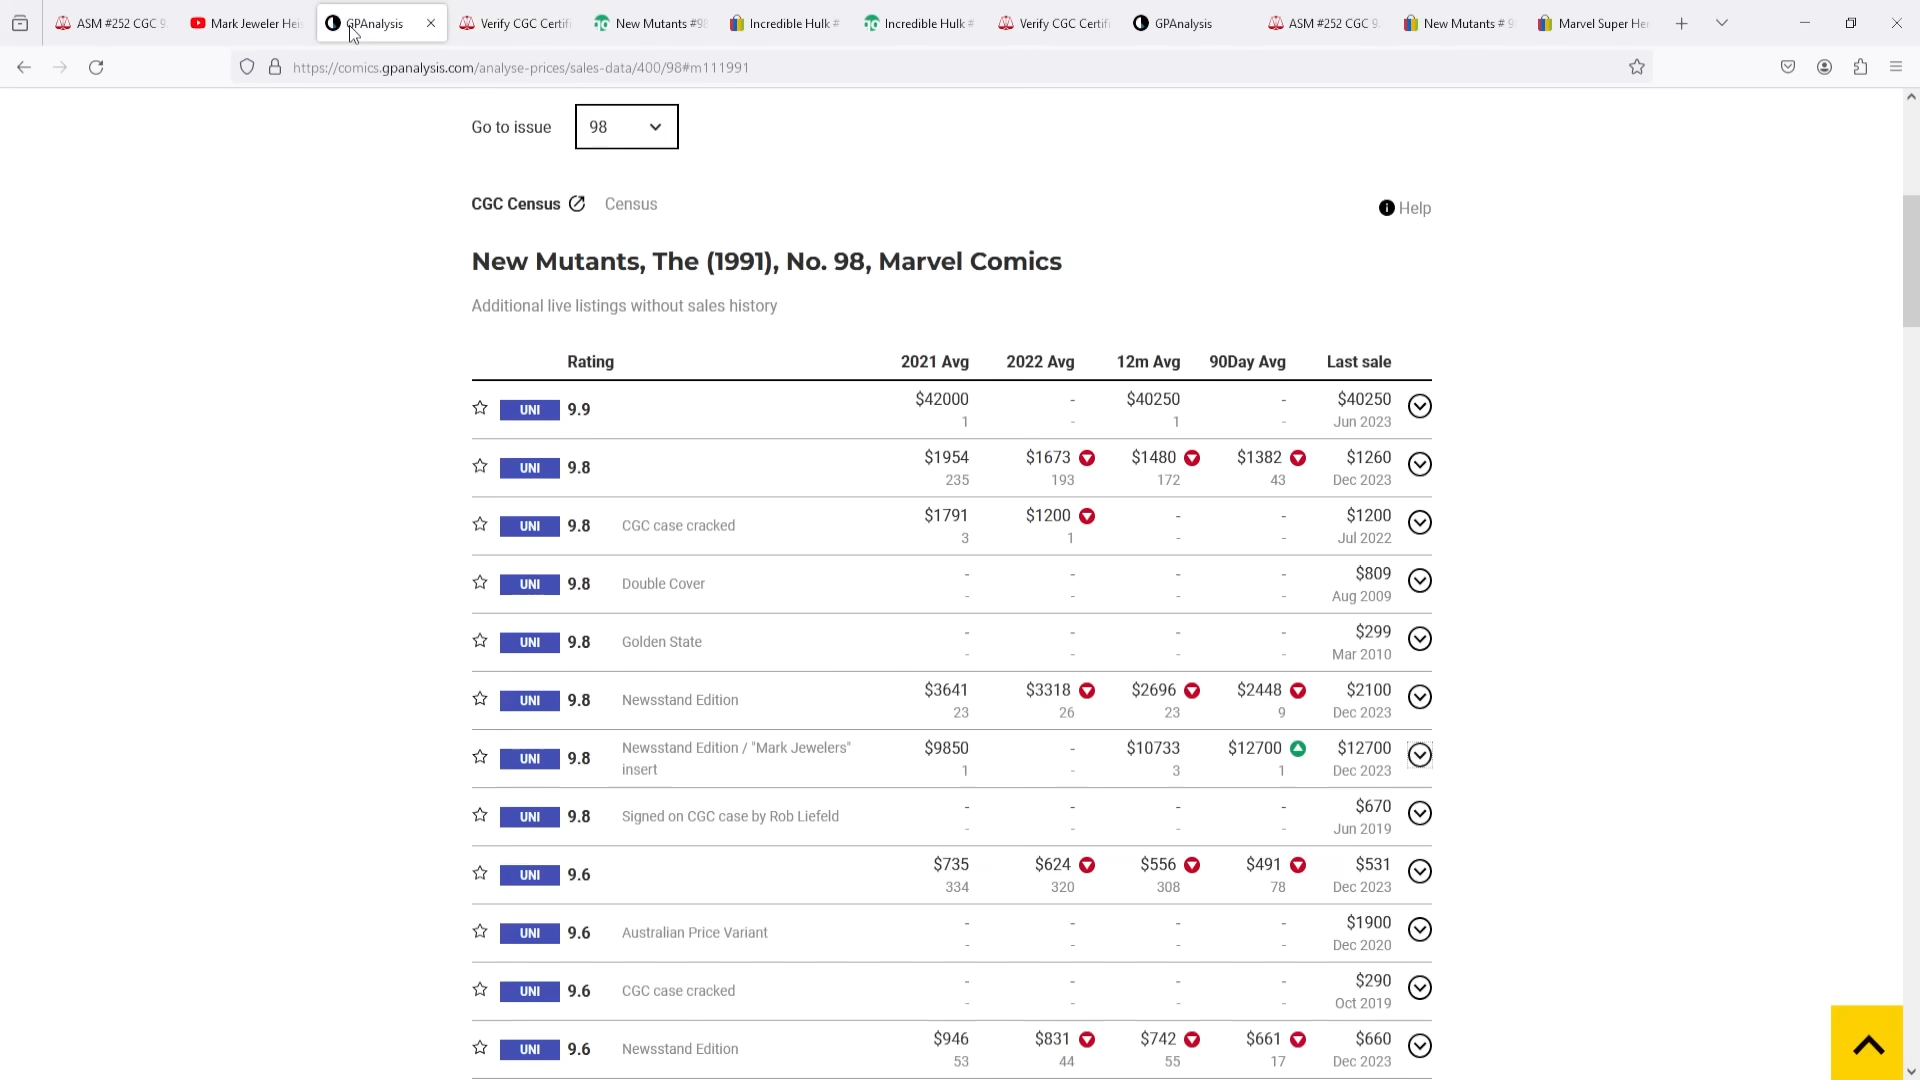 ASM #252 CGC 9
Mark Jeweler Hei
GPAnalysis
Verify CGC Certifi
New Mutants #98
Incredible Hulk #
Incredible Hulk #
Verify CGC Certifi
GPAnalysis
ASM #252 CGC 9.
New Mutants # 9
Marvel Super He
https://comics.gpanalysis.com/analyse-prices/sales-data/400/98#m111991
Go to issue 98
CGC Census Census
Help
New Mutants, The (1991), No. 98, Marvel Comics
Additional live listings without sales history
Rating 2021 Avg 2022 Avg 12m Avg 90Day Avg Last sale
UNI 9.9 $42000 - $40250 - $40250
1 - 1 - Jun 2023
UNI 9.8 $1954 $1673 $1480 $1382 $1260
235 193 172 43 Dec 2023
UNI 9.8 CGC case cracked $1791 $1200 - - $1200
3 1 - - Jul 2022
UNI 9.8 Double Cover - - - - $809
- - - - Aug 2009
UNI 9.8 Golden State - - - - $299
- - - - Mar 2010
UNI 9.8 Newsstand Edition $3641 $3318 $2696 $2448 $2100
23 26 23 9 Dec 2023
UNI 9.8 Newsstand Edition / "Mark Jewelers" $9850 - $10733 $12700 $12700
insert 1 - 3 1 Dec 2023
UNI 9.8 Signed on CGC case by Rob Liefeld - - - - $670
- - - - Jun 2019
UNI 9.6 $735 $624 $556 $491 $531
334 320 308 78 Dec 2023
UNI 9.6 Australian Price Variant - - - - $1900
- - - - Dec 2020
UNI 9.6 CGC case cracked - - - - $290
- - - - Oct 2019
UNI 9.6 Newsstand Edition $946 $831 $742 $661 $660
53 44 55 17 Dec 2023